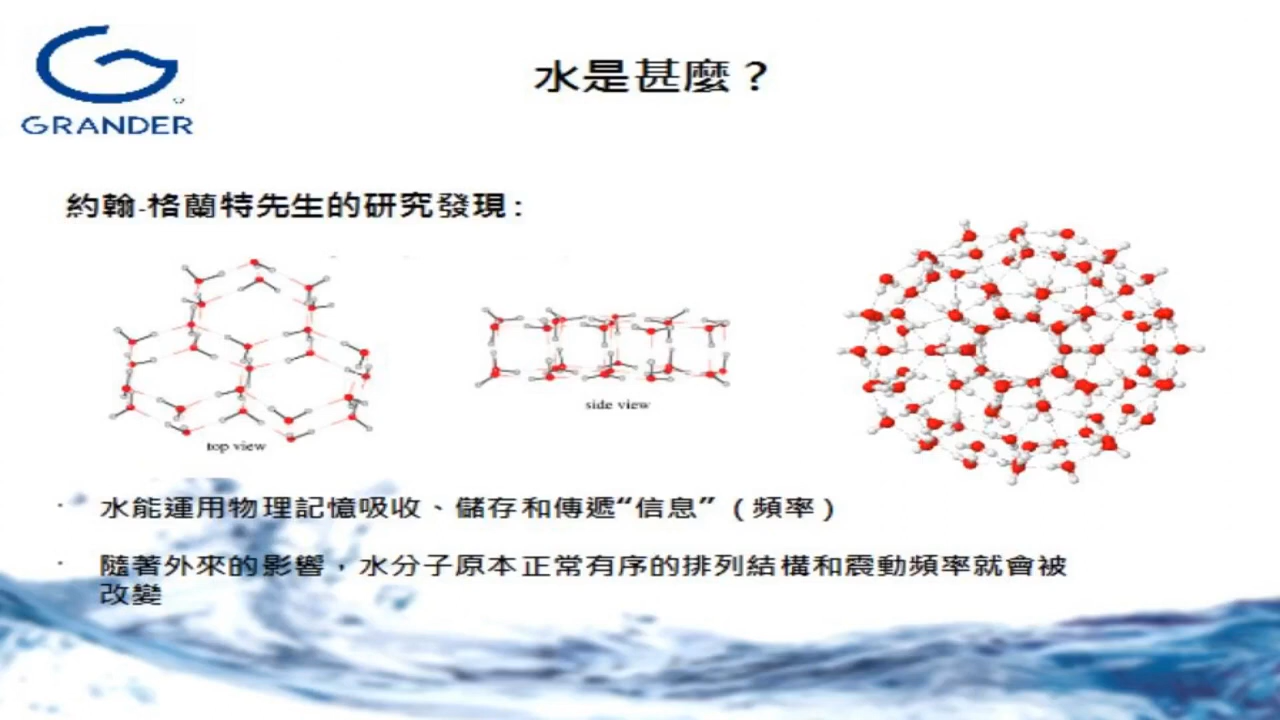 GRANDER
水是甚麼？
約翰-格蘭特先生的研究發現：
top view
side view
· 水能運用物理記憶吸收、儲存和傳遞“信息”（頻率）
· 隨著外來的影響，水分子原本正常有序的排列結構和震動頻率就會被
改變